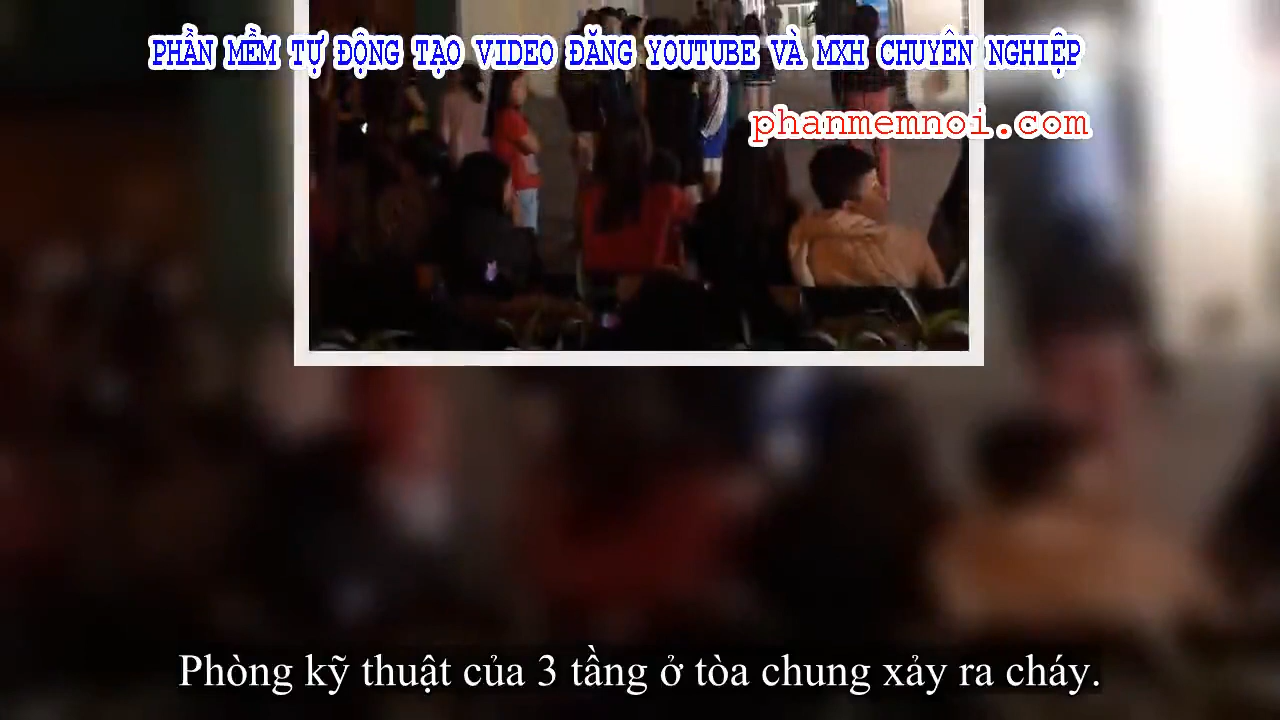 PHẦN MỀM TỰ ĐỘNG TẠO VIDEO ĐĂNG YOUTUBE VÀ MXH CHUYÊN NGHIỆP
phanmemnoi.com
Phòng kỹ thuật của 3 tầng ở tòa chung xảy ra cháy.